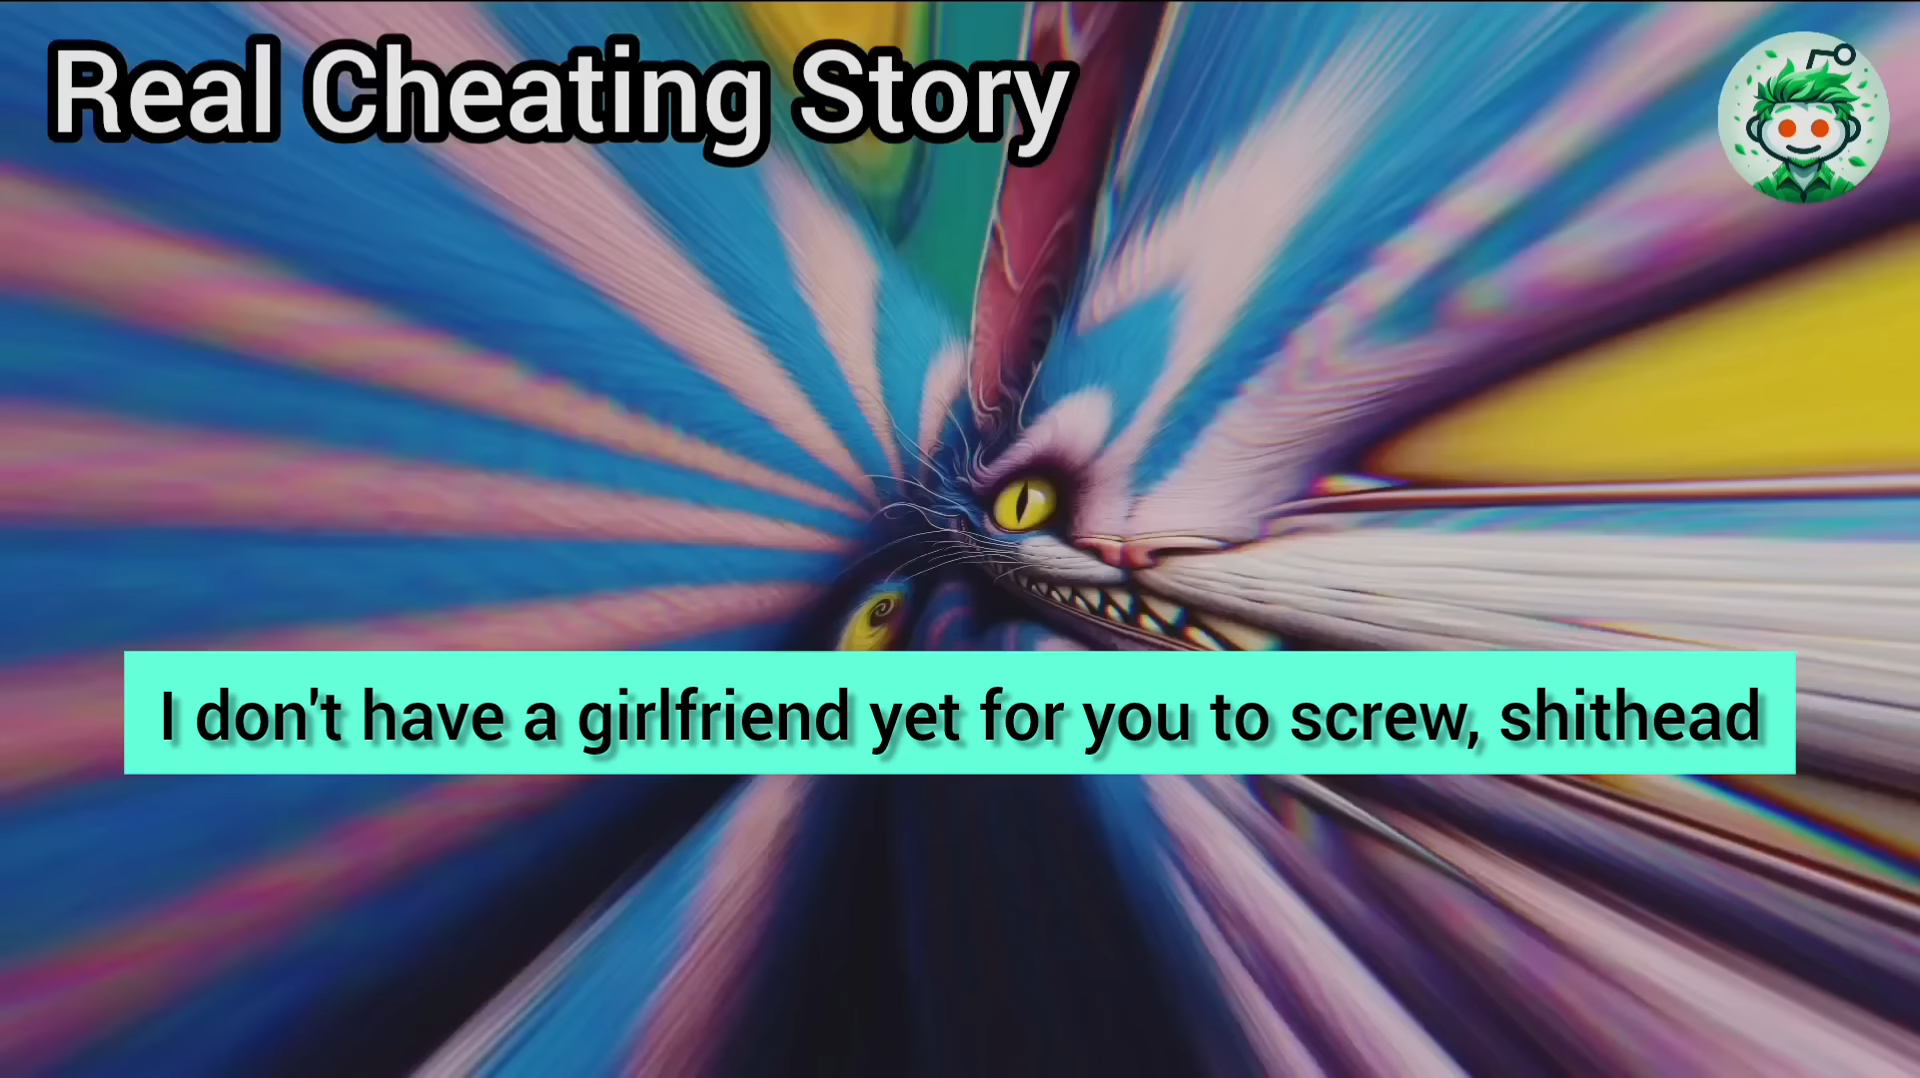 Real Cheating Story
I don't have a girlfriend yet for you to screw, shithead